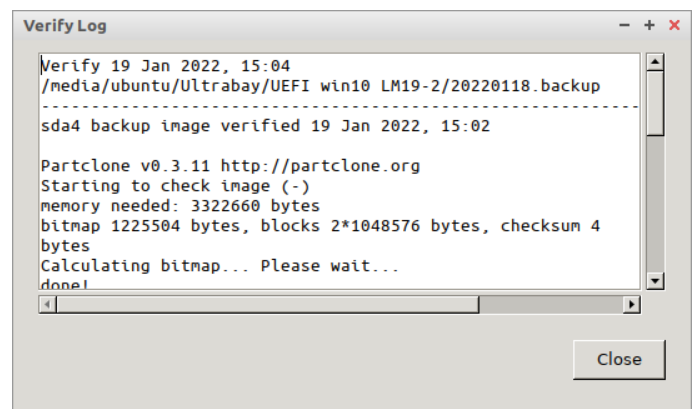 Verify Log
Verify 19 Jan 2022, 15:04
/media/ubuntu/Ultrabay/UEFI win10 LM19-2/20220118.backup
--------------------------------------------------------------
sda4 backup image verified 19 Jan 2022, 15:02
Partclone v0.3.11 http://partclone.org
Starting to check image (-)
memory needed: 3322660 bytes
bitmap 1225504 bytes, blocks 2*1048576 bytes, checksum 4
bytes
Calculating bitmap... Please wait...
done!
Close